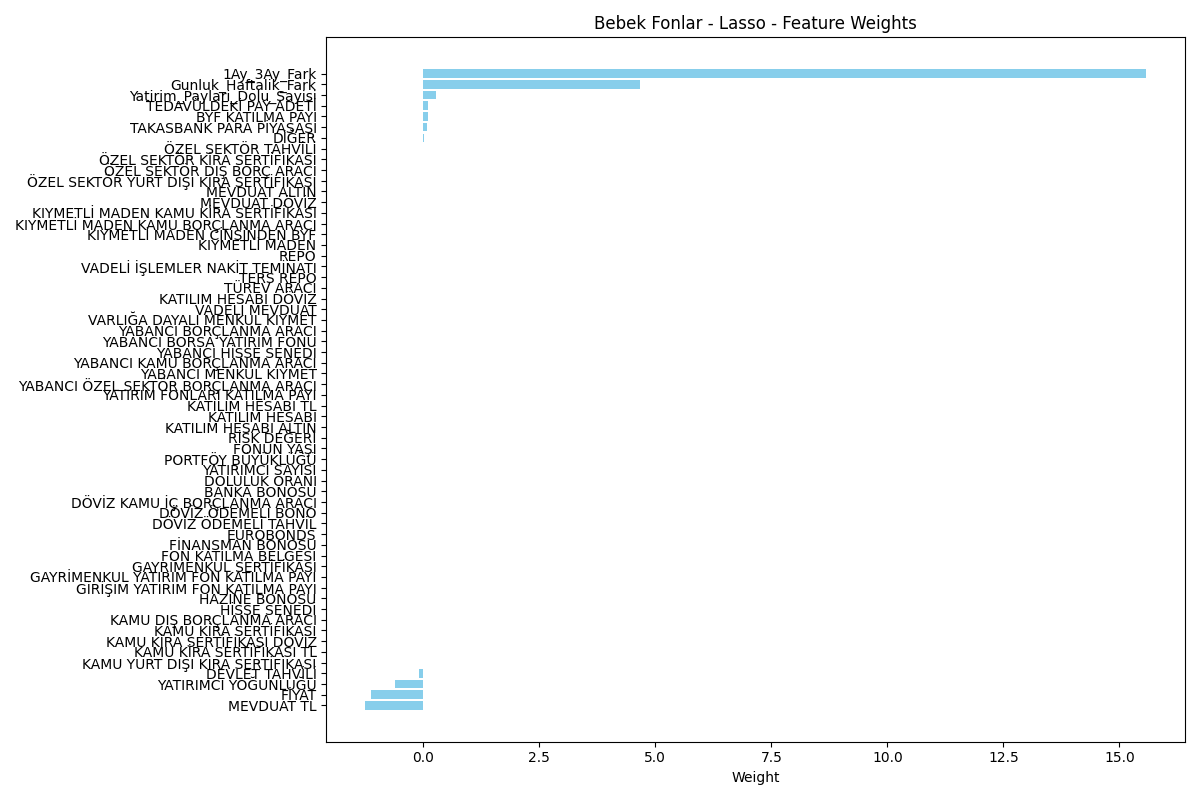 Bebek Fonlar - Lasso - Feature Weights
1Ay_3Ay_Fark
Gunluk_Haftalik_Fark
Yatirim_Paylari_Dolu_Sayisi
TEDAVÜLDEKİ PAY ADETİ
BYF KATILMA PAYI
TAKASBANK PARA PİYASASI
DİĞER
ÖZEL SEKTÖR TAHVİLİ
ÖZEL SEKTÖR KİRA SERTİFİKASI
ÖZEL SEKTÖR DIŞ BORÇ ARACI
ÖZEL SEKTÖR YURT DIŞI KİRA SERTİFİKASI
MEVDUAT ALTIN
MEVDUAT DÖVİZ
KIYMETLİ MADEN KAMU KİRA SERTİFİKASI
KIYMETLİ MADEN KAMU BORÇLANMA ARACI
KIYMETLİ MADEN CİNSİNDEN BYF
KIYMETLİ MADEN
REPO
VADELİ İŞLEMLER NAKİT TEMİNATI
TERS REPO
TÜREV ARACI
KATILIM HESABI DÖVİZ
VADELİ MEVDUAT
VARLIĞA DAYALI MENKUL KIYMET
YABANCI BORÇLANMA ARACI
YABANCI BORSA YATIRIM FONU
YABANCI HİSSE SENEDİ
YABANCI KAMU BORÇLANMA ARACI
YABANCI MENKUL KIYMET
YABANCI ÖZEL SEKTÖR BORÇLANMA ARACI
YATIRIM FONLARI KATILMA PAYI
KATILIM HESABI TL
KATILIM HESABI
KATILIM HESABI ALTIN
RİSK DEĞERİ
FONUN YAŞI
PORTFÖY BÜYÜKLÜĞÜ
YATIRIMCI SAYISI
DOLULUK ORANI
BANKA BONOSU
DÖVİZ KAMU İÇ BORÇLANMA ARACI
DÖVİZ ÖDEMELİ BONO
DÖVİZ ÖDEMELİ TAHVİL
EUROBONDS
FİNANSMAN BONOSU
FON KATILMA BELGESİ
GAYRİMENKUL SERTİFİKASI
GAYRİMENKUL YATIRIM FON KATILMA PAYI
GİRİŞİM YATIRIM FON KATILMA PAYI
HAZİNE BONOSU
HİSSE SENEDİ
KAMU DIŞ BORÇLANMA ARACI
KAMU KİRA SERTİFİKASI
KAMU KİRA SERTİFİKASI DÖVİZ
KAMU KİRA SERTİFİKASI TL
KAMU YURT DIŞI KİRA SERTİFİKASI
DEVLET TAHVİLİ
YATIRIMCI YOĞUNLUĞU
FİYAT
MEVDUAT TL
0.0 2.5 5.0 7.5 10.0 12.5 15.0
Weight